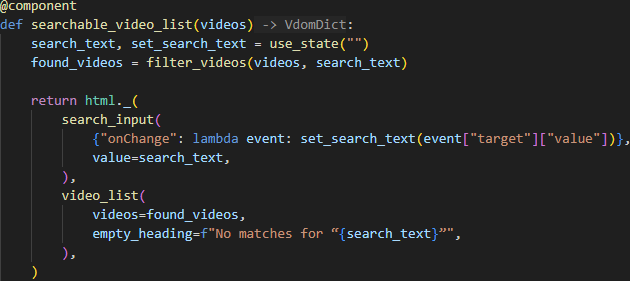 @component
def searchable_video_list(videos) -> VdomDict:
    search_text, set_search_text = use_state("")
    found_videos = filter_videos(videos, search_text)

    return html._(
        search_input(
            {"onChange": lambda event: set_search_text(event["target"]["value"])},
            value=search_text,
        ),
        video_list(
            videos=found_videos,
            empty_heading=f"No matches for “{search_text}”",
        ),
    )